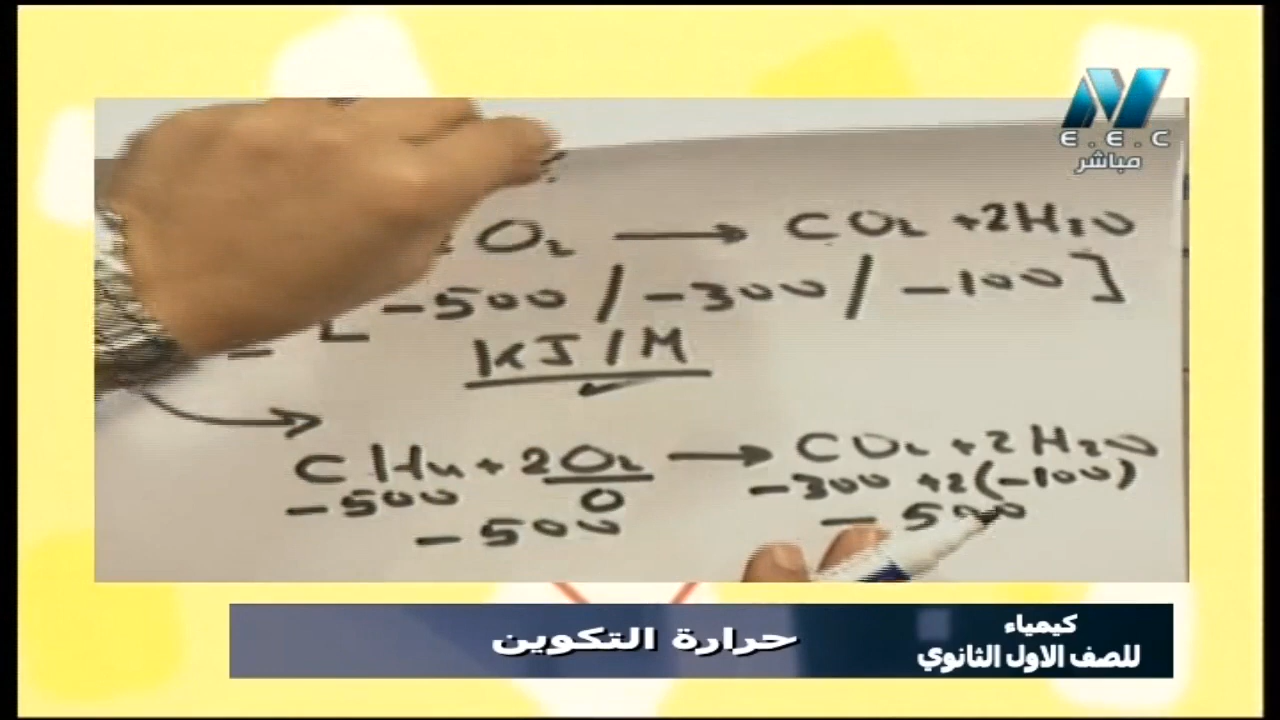 E.E.C
مباشر
O₂ → CO₂ + 2H₂O
-500 / -300 / -100]
kJ/M
CH₄ + 2O₂ → CO₂ + 2H₂O
-500 0 -300 +2(-100)
-500 -500
كيمياء
للصف الاول الثانوي
حرارة التكوين